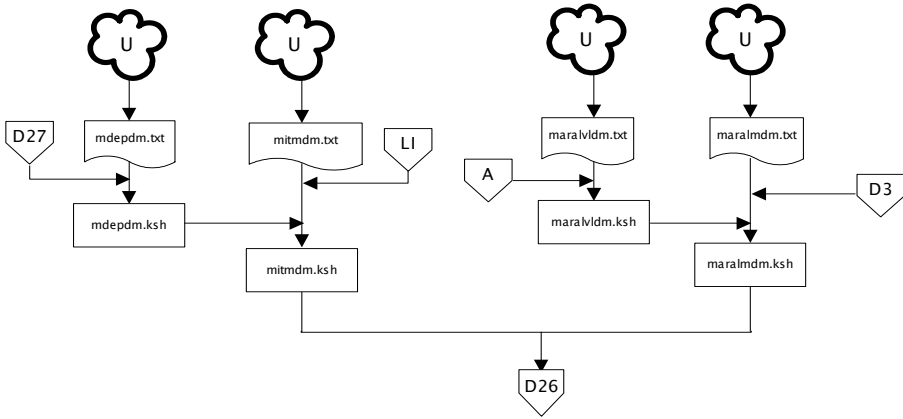 U
U
U
U
mdepdm.txt
mitmdm.txt
maralvldm.txt
maralmdm.txt
D27
LI
A
D3
mdepdm.ksh
mitmdm.ksh
maralvldm.ksh
maralmdm.ksh
D26